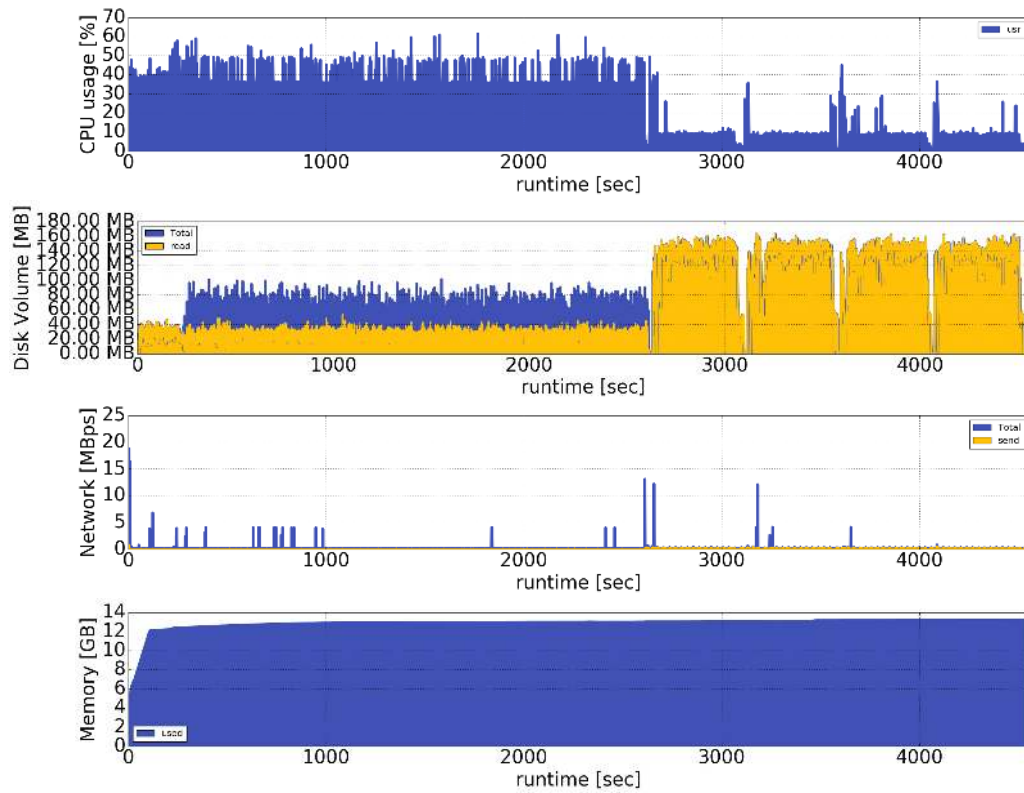 CPU usage [%]
70
60
50
40
30
20
10
0
usr
0 1000 2000 3000 4000
runtime [sec]
Disk Volume [MB]
180.00 MB
160.00 MB
140.00 MB
120.00 MB
100.00 MB
80.00 MB
60.00 MB
40.00 MB
20.00 MB
0.00 MB
Total
read
0 1000 2000 3000 4000
runtime [sec]
Network [MBps]
25
20
15
10
5
0
Total
send
0 1000 2000 3000 4000
runtime [sec]
Memory [GB]
14
12
10
8
6
4
2
0
used
0 1000 2000 3000 4000
runtime [sec]